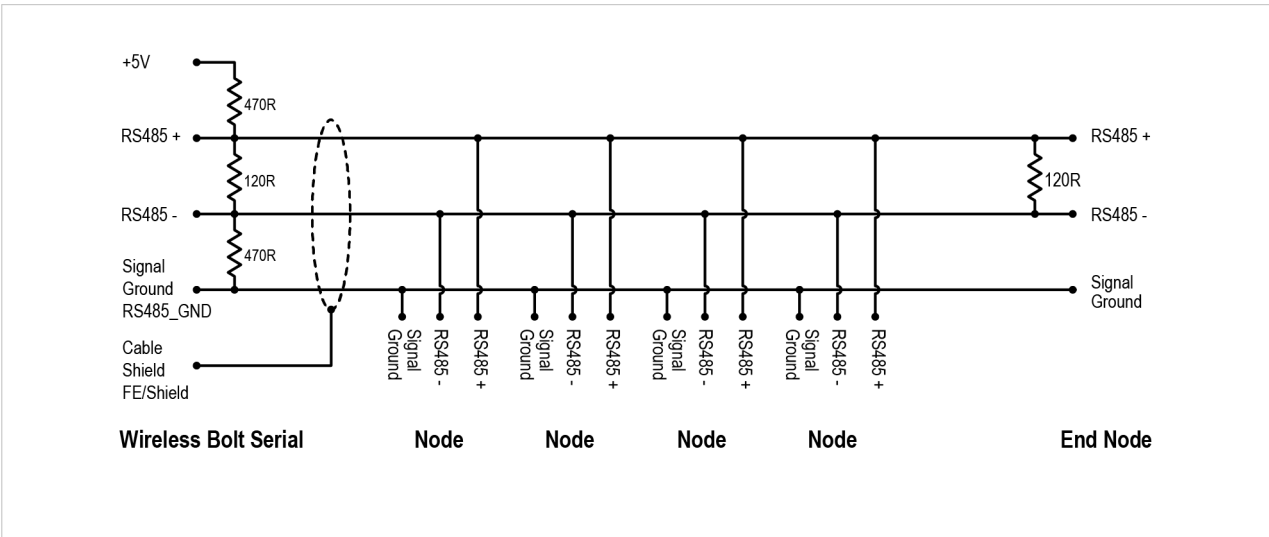 +5V
470R
RS485 +
RS485 +
120R
120R
RS485 -
RS485 -
470R
Signal
Ground
RS485_GND
Signal
Ground
Cable
Shield
FE/Shield
Signal
Ground
RS485 -
RS485 +
Signal
Ground
RS485 -
RS485 +
Signal
Ground
RS485 -
RS485 +
Signal
Ground
RS485 -
RS485 +
Wireless Bolt Serial
Node
Node
Node
Node
End Node